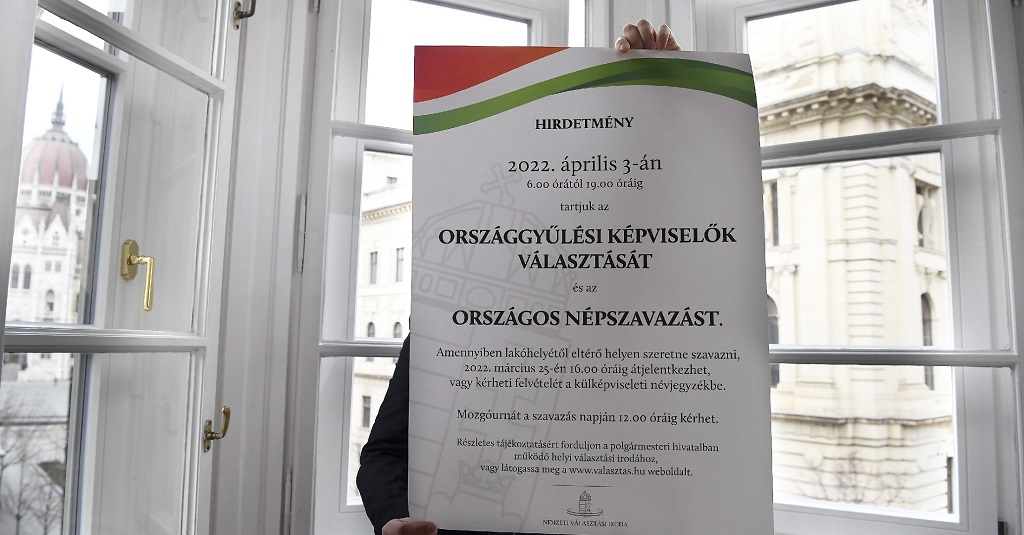 HIRDETMÉNY
2022. április 3-án
6.00 órától 19.00 óráig
tartjuk az
ORSZÁGGYŰLÉSI KÉPVISELŐK
VÁLASZTÁSÁT
és az
ORSZÁGOS NÉPSZAVAZÁST.
Amennyiben lakóhelyétől eltérő helyen szeretne szavazni,
2022. március 25-én 16.00 óráig átjelentkezhet,
vagy kérheti felvételét a külképviseleti névjegyzékbe.
Mozgóurnát a szavazás napján 12.00 óráig kérhet.
Részletes tájékoztatásért forduljon a polgármesteri hivatalban
működő helyi választási irodához,
vagy látogassa meg a www.valasztas.hu weboldalt.
NEMZETI VÁLASZTÁSI IRODA